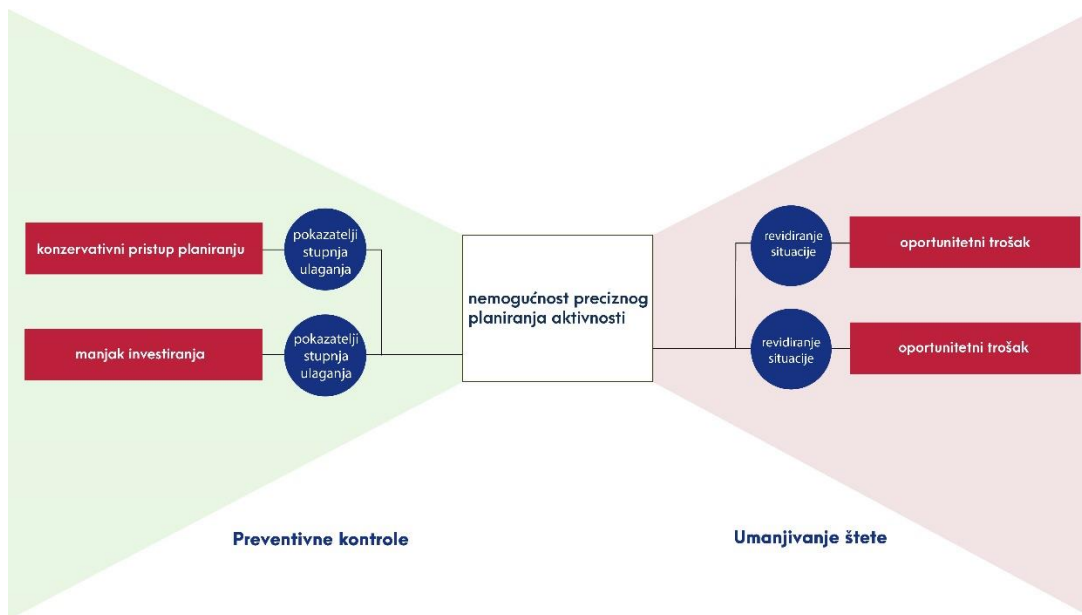 konzervativni pristup planiranju
pokazatelji
stupnja
ulaganja
manjak investiranja
pokazatelji
stupnja
ulaganja
nemogućnost preciznog
planiranja aktivnosti
revidiranje
situacije
oportunitetni trošak
revidiranje
situacije
oportunitetni trošak
Preventivne kontrole
Umanjivanje štete